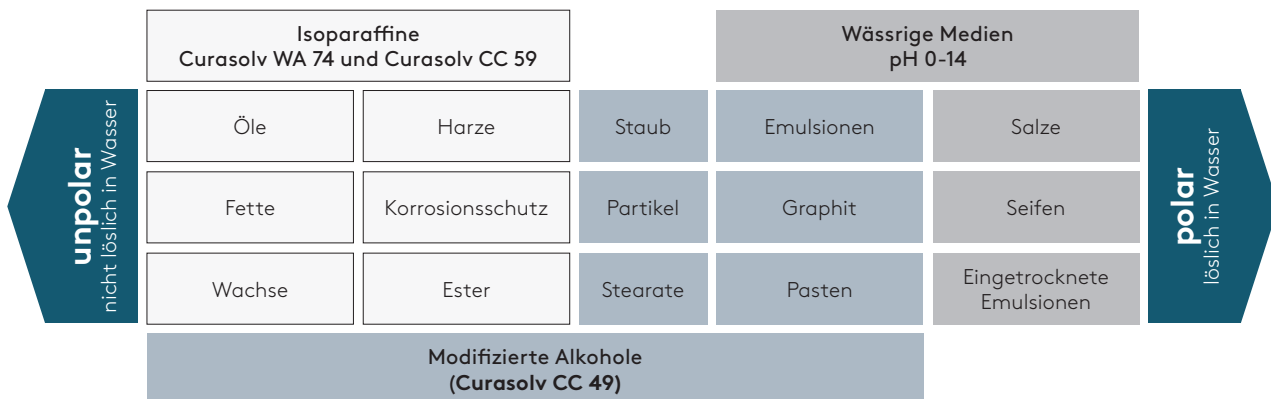 Isoparaffine
Curasolv WA 74 und Curasolv CC 59
Wässrige Medien
pH 0-14
unpolar
nicht löslich in Wasser
Öle
Harze
Staub
Emulsionen
Salze
Fette
Korrosionsschutz
Partikel
Graphit
Seifen
Wachse
Ester
Stearate
Pasten
Eingetrocknete
Emulsionen
polar
löslich in Wasser
Modifizierte Alkohole
(Curasolv CC 49)